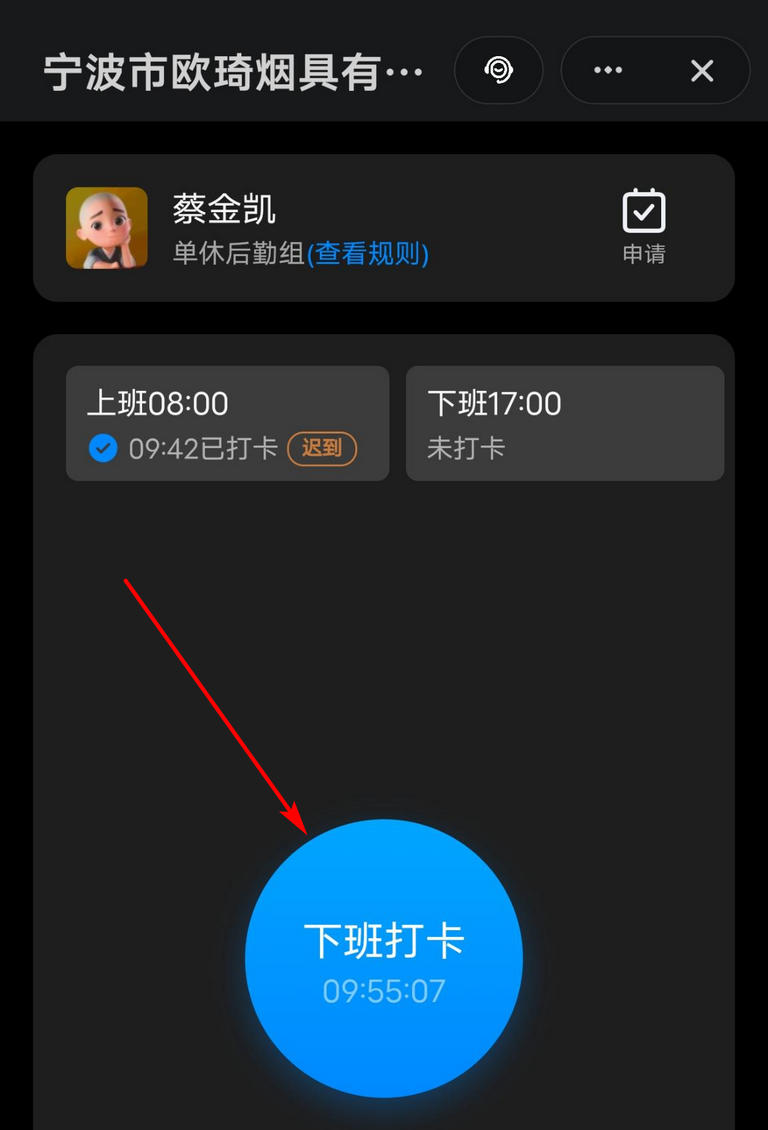 宁波市欧琦烟具有···
蔡金凯
单休后勤组(查看规则)
申请
上班08:00
09:42已打卡 迟到
下班17:00
未打卡
下班打卡
09:55:07